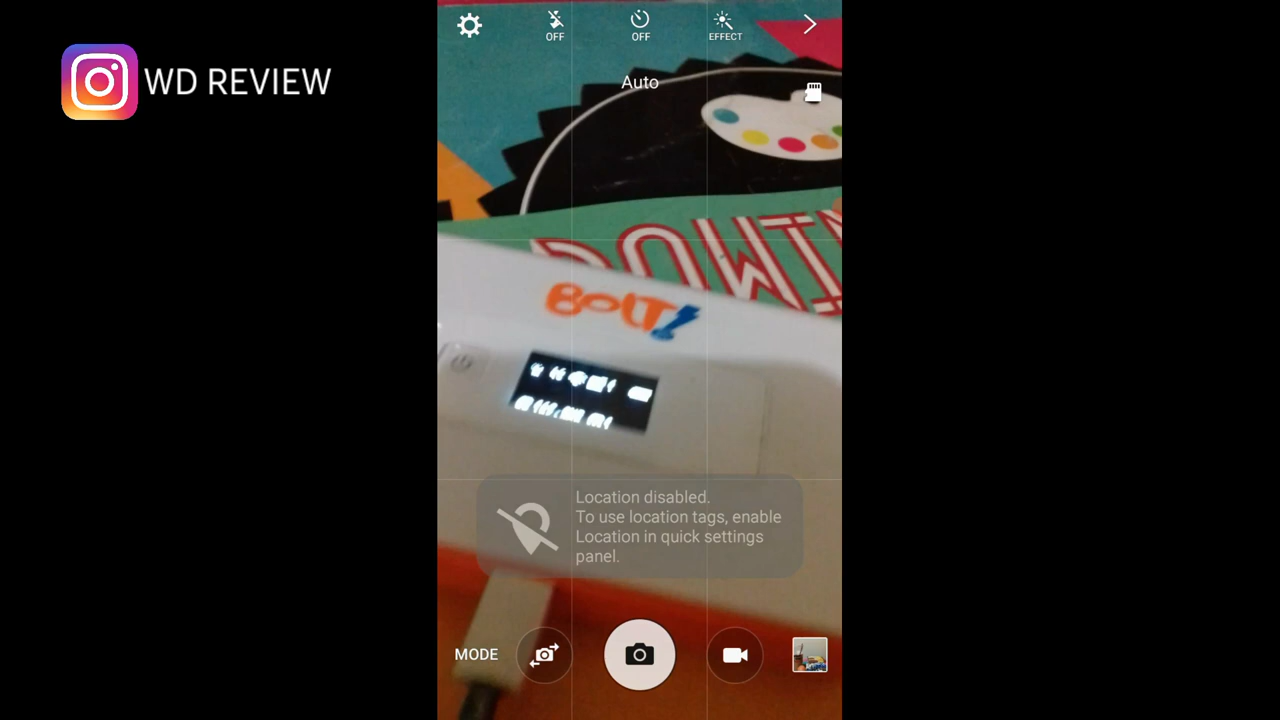 WD REVIEW
OFF
OFF
EFFECT
Auto
BOLT!
Location disabled.
To use location tags, enable
Location in quick settings
panel.
MODE